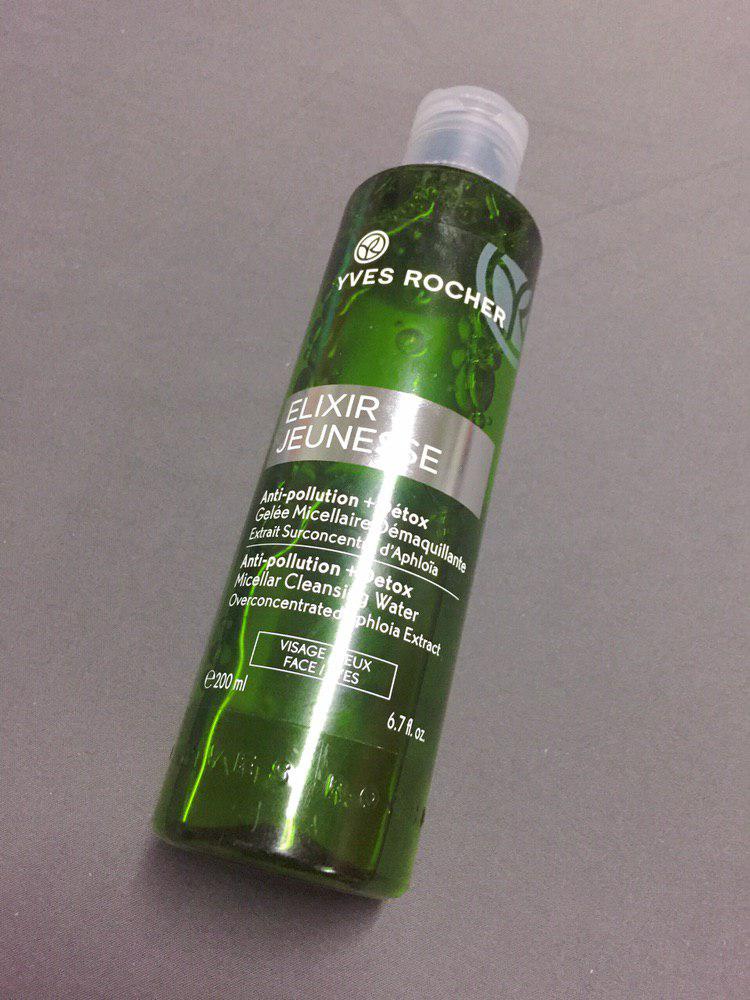 YVES ROCHER
ELIXIR
JEUNESSE
Anti-pollution + Détox
Gelée Micellaire Démaquillante
Extrait Surconcentré d'Aphloïa
Anti-pollution + Detox
Micellar Cleansing Water
Overconcentrated Aphloia Extract
VISAGE / YEUX
FACE / EYES
℮200 ml
6.7 fl. oz.